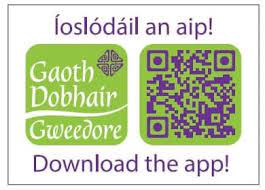 Íoslódáil an aip!
Gaoth
Dobhair
Gweedore
Download the app!